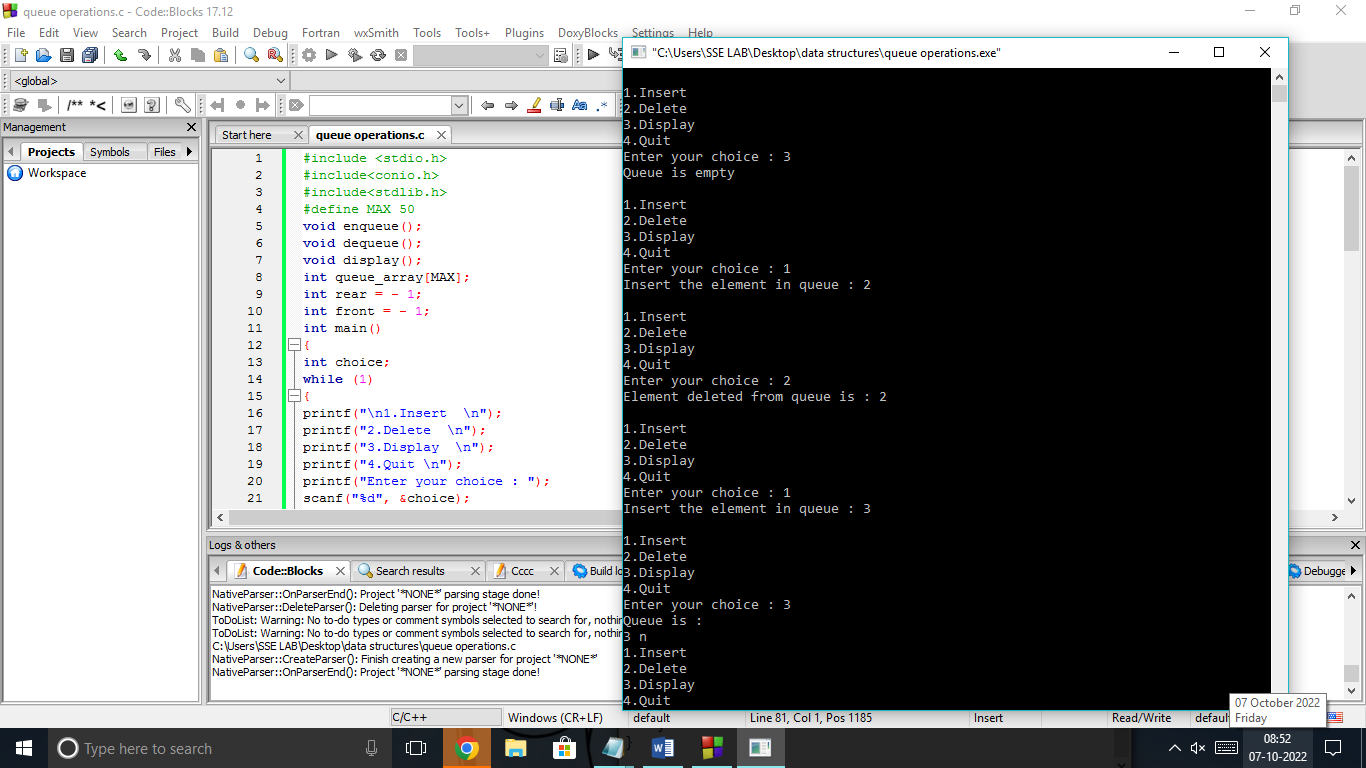 queue operations.c - Code::Blocks 17.12
File Edit View Search Project Build Debug Fortran wxSmith Tools Tools+ Plugins DoxyBlocks Settings Help
<global>
/** *<
Aa .*
Management
Projects Symbols Files
Workspace
Start here queue operations.c
1 #include <stdio.h>
2 #include<conio.h>
3 #include<stdlib.h>
4 #define MAX 50
5 void enqueue();
6 void dequeue();
7 void display();
8 int queue_array[MAX];
9 int rear = - 1;
10 int front = - 1;
11 int main()
12 {
13 int choice;
14 while (1)
15 {
16 printf("\n1.Insert  \n");
17 printf("2.Delete  \n");
18 printf("3.Display  \n");
19 printf("4.Quit \n");
20 printf("Enter your choice : ");
21 scanf("%d", &choice);
"C:\Users\SSE LAB\Desktop\data structures\queue operations.exe"
1.Insert
2.Delete
3.Display
4.Quit
Enter your choice : 3
Queue is empty
1.Insert
2.Delete
3.Display
4.Quit
Enter your choice : 1
Insert the element in queue : 2
1.Insert
2.Delete
3.Display
4.Quit
Enter your choice : 2
Element deleted from queue is : 2
1.Insert
2.Delete
3.Display
4.Quit
Enter your choice : 1
Insert the element in queue : 3
1.Insert
2.Delete
3.Display
4.Quit
Enter your choice : 3
Queue is :
3 n
1.Insert
2.Delete
3.Display
4.Quit
Logs & others
Code::Blocks Search results Cccc Build lo Debugge
NativeParser::OnParserEnd(): Project '*NONE*' parsing stage done!
NativeParser::DeleteParser(): Deleting parser for project '*NONE*'!
ToDoList: Warning: No to-do types or comment symbols selected to search for, nothin
ToDoList: Warning: No to-do types or comment symbols selected to search for, nothin
C:\Users\SSE LAB\Desktop\data structures\queue operations.c
NativeParser::CreateParser(): Finish creating a new parser for project '*NONE*'
NativeParser::OnParserEnd(): Project '*NONE*' parsing stage done!
C/C++ Windows (CR+LF) default Line 81, Col 1, Pos 1185 Insert Read/Write defaul
07 October 2022
Friday
Type here to search
08:52
07-10-2022